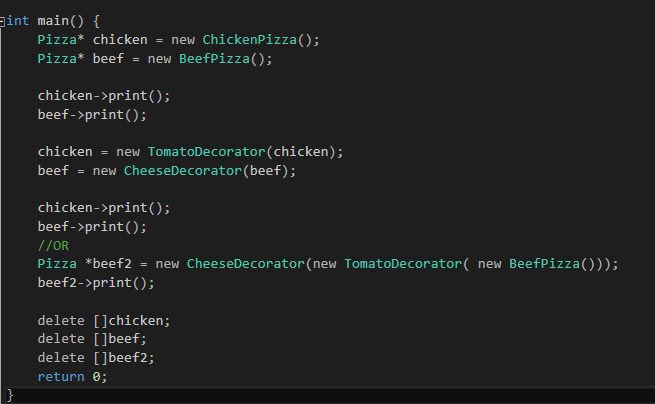 int main() {
Pizza* chicken = new ChickenPizza();
Pizza* beef = new BeefPizza();
chicken->print();
beef->print();
chicken = new TomatoDecorator(chicken);
beef = new CheeseDecorator(beef);
chicken->print();
beef->print();
//OR
Pizza *beef2 = new CheeseDecorator(new TomatoDecorator( new BeefPizza()));
beef2->print();
delete []chicken;
delete []beef;
delete []beef2;
return 0;
}